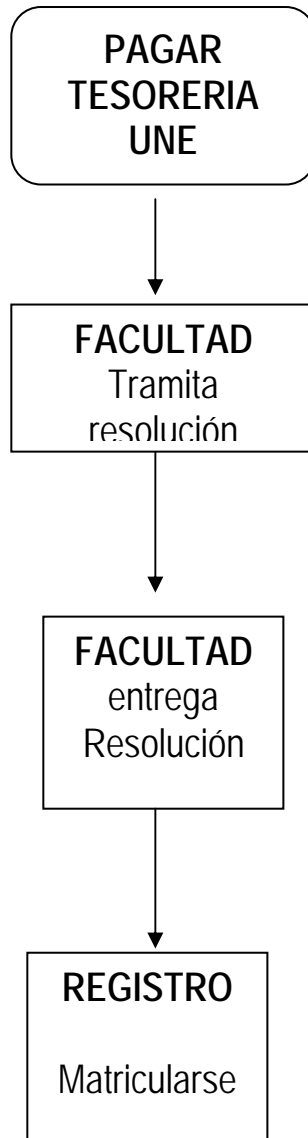 PAGAR
TESORERIA
UNE
FACULTAD
Tramita
resolución
FACULTAD
entrega
Resolución
REGISTRO
Matricularse